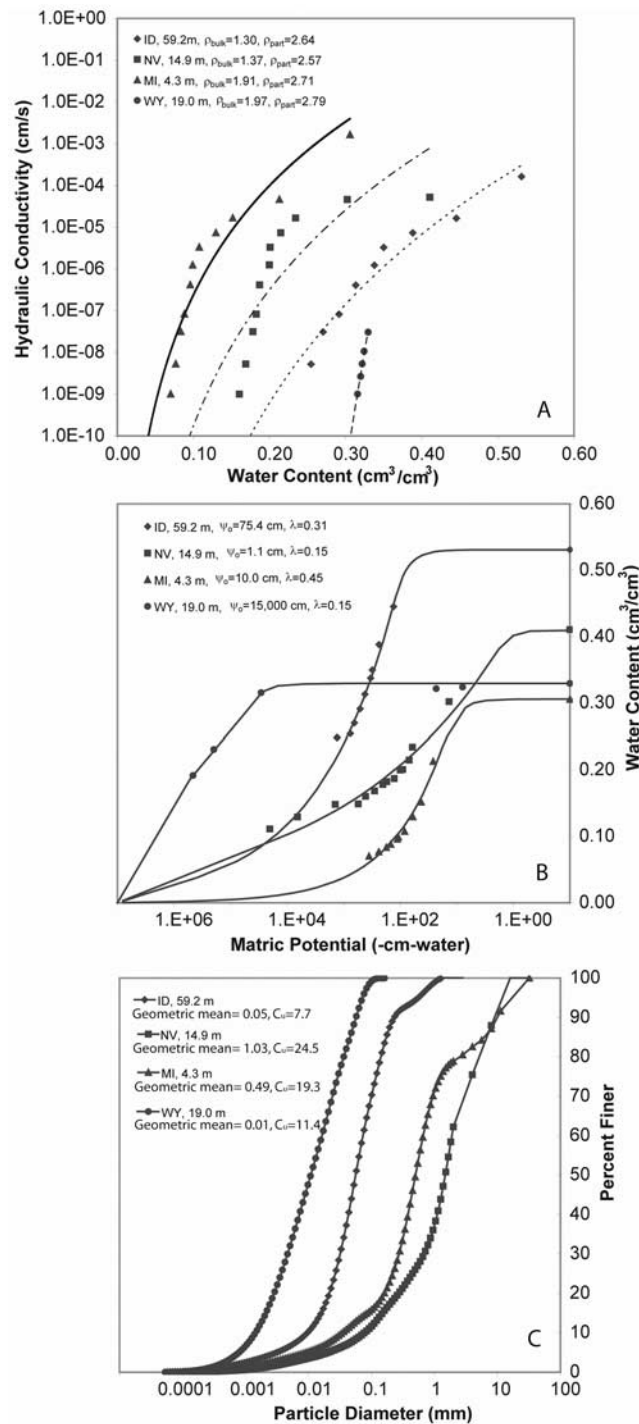 1.0E+00
1.0E-01
1.0E-02
1.0E-03
1.0E-04
1.0E-05
1.0E-06
1.0E-07
1.0E-08
1.0E-09
1.0E-10
Hydraulic Conductivity (cm/s)
ID, 59.2m, ρbulk=1.30, ρpart=2.64
NV, 14.9 m, ρbulk=1.37, ρpart=2.57
MI, 4.3 m, ρbulk=1.91, ρpart=2.71
WY, 19.0 m, ρbulk=1.97, ρpart=2.79
A
0.00 0.10 0.20 0.30 0.40 0.50 0.60
Water Content (cm³/cm³)
ID, 59.2 m, ψo=75.4 cm, λ=0.31
NV, 14.9 m, ψo=1.1 cm, λ=0.15
MI, 4.3 m, ψo=10.0 cm, λ=0.45
WY, 19.0 m, ψo=15,000 cm, λ=0.15
0.60
0.50
0.40
0.30
0.20
0.10
0.00
Water Content (cm³/cm³)
B
1.E+06 1.E+04 1.E+02 1.E+00
Matric Potential (-cm-water)
ID, 59.2 m
Geometric mean= 0.05, Cu=7.7
NV, 14.9 m
Geometric mean= 1.03, Cu=24.5
MI, 4.3 m
Geometric mean= 0.49, Cu=19.3
WY, 19.0 m
Geometric mean= 0.01, Cu=11.4
100
90
80
70
60
50
40
30
20
10
0
Percent Finer
C
0.0001 0.001 0.01 0.1 1 10 100
Particle Diameter (mm)